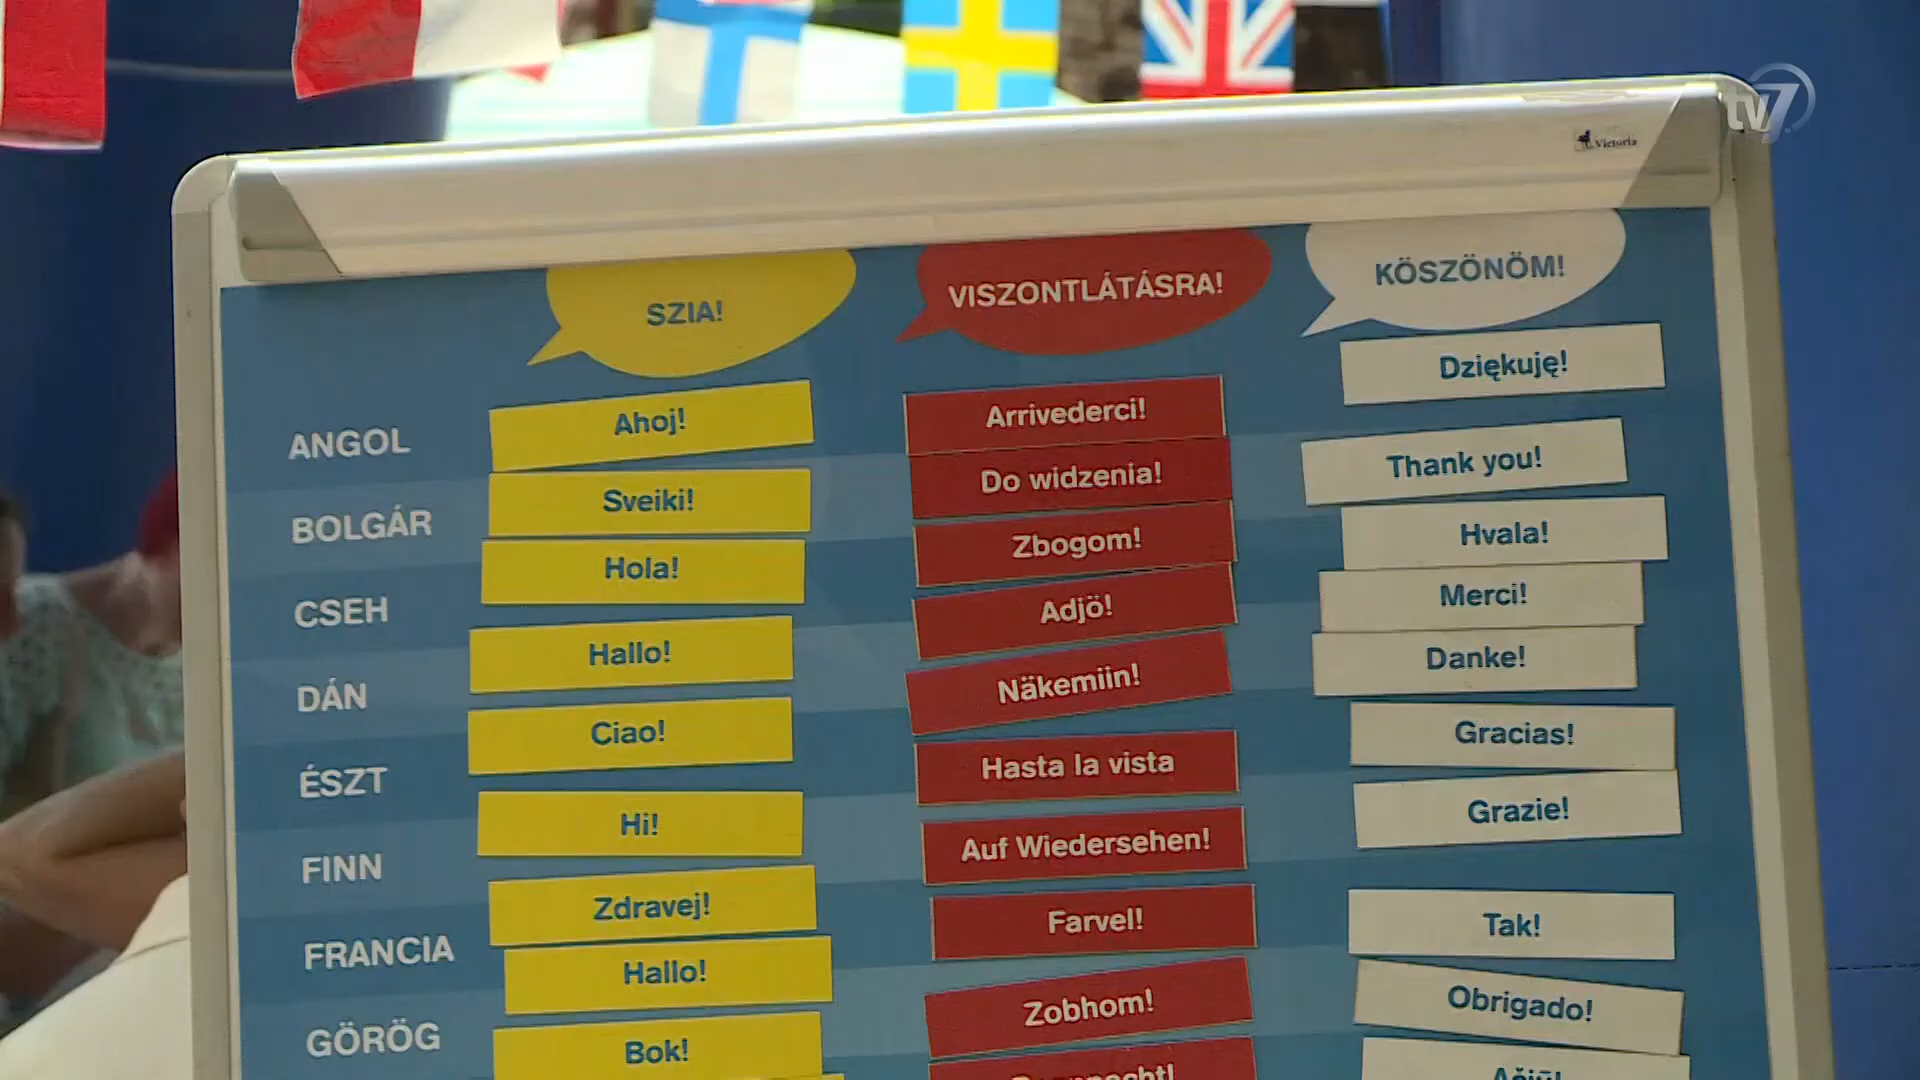 tv7
Victoria
SZIA! VISZONTLÁTÁSRA! KÖSZÖNÖM!
Dziękuję!
ANGOL Ahoj! Arrivederci! Thank you!
BOLGÁR Sveiki! Do widzenia! Hvala!
CSEH Hola! Zbogom! Merci!
DÁN Hallo! Adjö! Danke!
ÉSZT Ciao! Näkemiin! Gracias!
FINN Hi! Hasta la vista Grazie!
FRANCIA Zdravej! Auf Wiedersehen! Tak!
GÖRÖG Hallo! Farvel! Obrigado!
Bok! Zobhom!